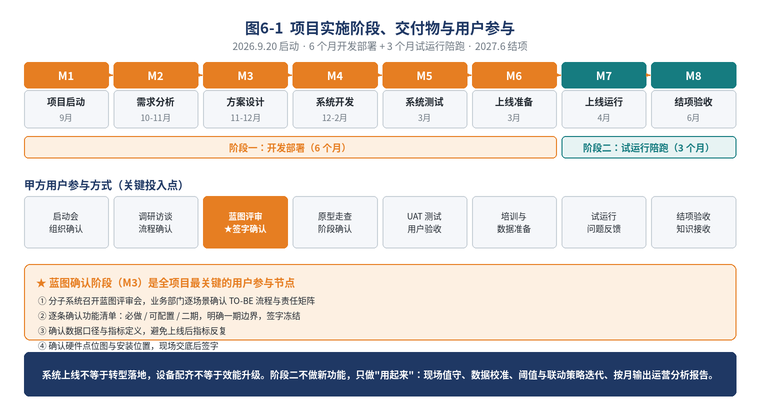 图6-1 项目实施阶段、交付物与用户参与
2026.9.20 启动 · 6 个月开发部署 + 3 个月试运行陪跑 · 2027.6 结项
M1
M2
M3
M4
M5
M6
M7
M8
项目启动
需求分析
方案设计
系统开发
系统测试
上线准备
上线运行
结项验收
9月
10-11月
11-12月
12-2月
3月
3月
4月
6月
阶段一：开发部署（6 个月）
阶段二：试运行陪跑（3 个月）
甲方用户参与方式（关键投入点）
启动会
组织确认
调研访谈
流程确认
蓝图评审
★签字确认
原型走查
阶段确认
UAT 测试
用户验收
培训与
数据准备
试运行
问题反馈
结项验收
知识接收
★ 蓝图确认阶段（M3）是全项目最关键的用户参与节点
① 分子系统召开蓝图评审会，业务部门逐场景确认 TO-BE 流程与责任矩阵
② 逐条确认功能清单：必做 / 可配置 / 二期，明确一期边界，签字冻结
③ 确认数据口径与指标定义，避免上线后指标反复
④ 确认硬件点位图与安装位置，现场交底后签字
系统上线不等于转型落地，设备配齐不等于效能升级。阶段二不做新功能，只做"用起来"：现场值守、数据校准、阈值与联动策略迭代、按月输出运营分析报告。